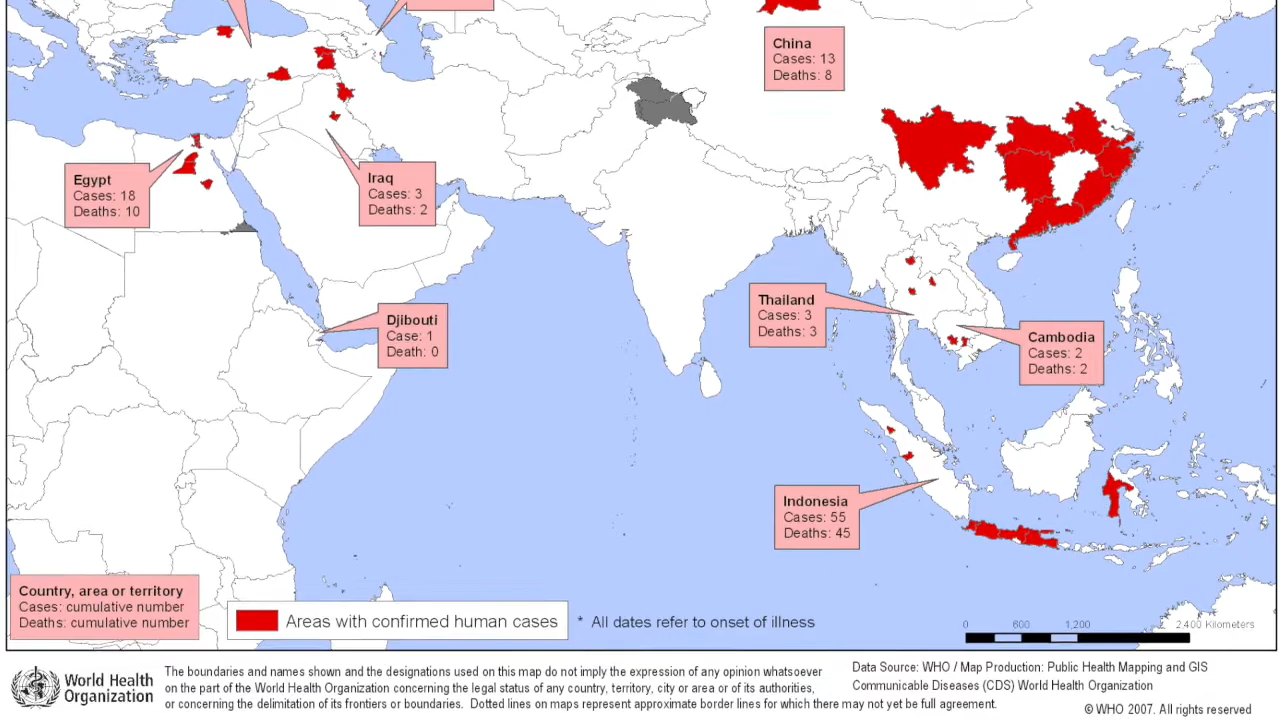 China
Cases: 13
Deaths: 8
Egypt
Cases: 18
Deaths: 10
Iraq
Cases: 3
Deaths: 2
Djibouti
Case: 1
Death: 0
Thailand
Cases: 3
Deaths: 3
Cambodia
Cases: 2
Deaths: 2
Indonesia
Cases: 55
Deaths: 45
Country, area or territory
Cases: cumulative number
Deaths: cumulative number
Areas with confirmed human cases
* All dates refer to onset of illness
0 600 1,200 2,400 Kilometers
World Health
Organization
The boundaries and names shown and the designations used on this map do not imply the expression of any opinion whatsoever
on the part of the World Health Organization concerning the legal status of any country, territory, city or area or of its authorities,
or concerning the delimitation of its frontiers or boundaries. Dotted lines on maps represent approximate border lines for which there may not yet be full agreement.
Data Source: WHO / Map Production: Public Health Mapping and GIS
Communicable Diseases (CDS) World Health Organization
© WHO 2007. All rights reserved